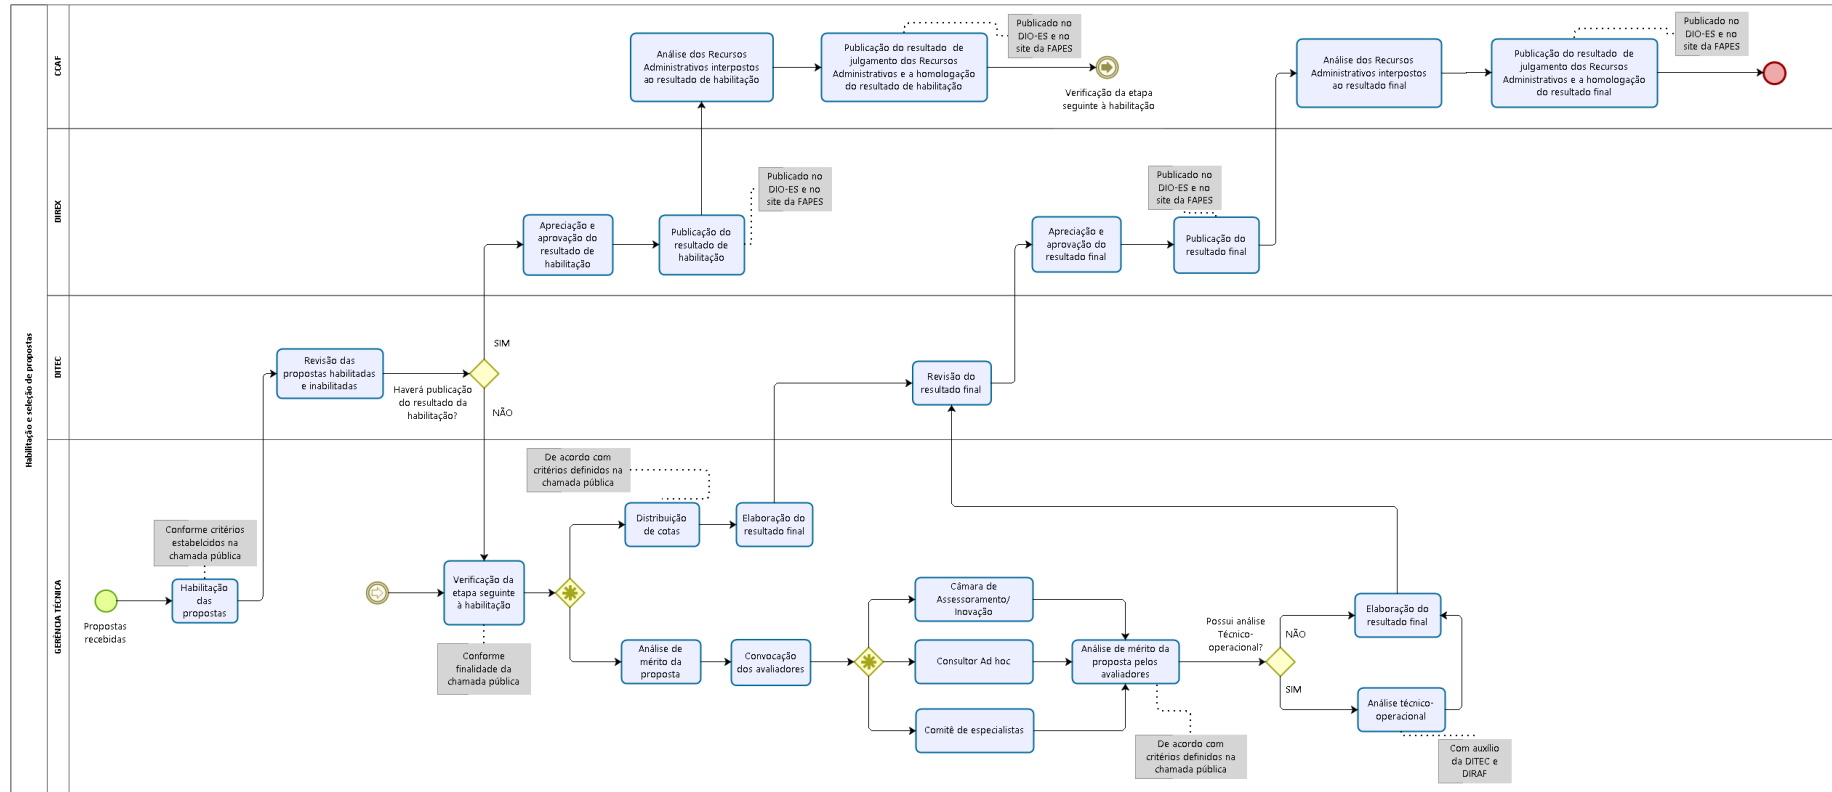 Habilitação e seleção de propostas
CCAF
Análise dos Recursos
Administrativos interpostos
ao resultado de habilitação
Publicação do resultado de
julgamento dos Recursos
Administrativos e a homologação
do resultado de habilitação
Publicado no
DIO-ES e no
site da FAPES
Verificação da etapa
seguinte à habilitação
Análise dos Recursos
Administrativos interpostos
ao resultado final
Publicação do resultado de
julgamento dos Recursos
Administrativos e a homologação
do resultado final
Publicado no
DIO-ES e no
site da FAPES
DIREX
Apreciação e
aprovação do
resultado de
habilitação
Publicação do
resultado de
habilitação
Publicado no
DIO-ES e no
site da FAPES
Apreciação e
aprovação do
resultado final
Publicado no
DIO-ES e no
site da FAPES
Publicação do
resultado final
DITEC
Revisão das
propostas habilitadas
e inabilitadas
Haverá publicação
do resultado da
habilitação?
SIM
NÃO
Revisão do
resultado final
GERÊNCIA TÉCNICA
Propostas
recebidas
Conforme critérios
estabelcidos na
chamada pública
Habilitação
das
propostas
Verificação da
etapa seguinte
à habilitação
Conforme
finalidade da
chamada pública
De acordo com
critérios definidos na
chamada pública
Distribuição
de cotas
Elaboração do
resultado final
Análise de
mérito da
proposta
Convocação
dos avaliadores
Câmara de
Assessoramento/
Inovação
Consultor Ad hoc
Comitê de especialistas
Análise de mérito da
proposta pelos
avaliadores
De acordo com
critérios definidos na
chamada pública
Possui análise
Técnico-
operacional?
NÃO
SIM
Elaboração do
resultado final
Análise técnico-
operacional
Com auxílio
da DITEC e
DIRAF